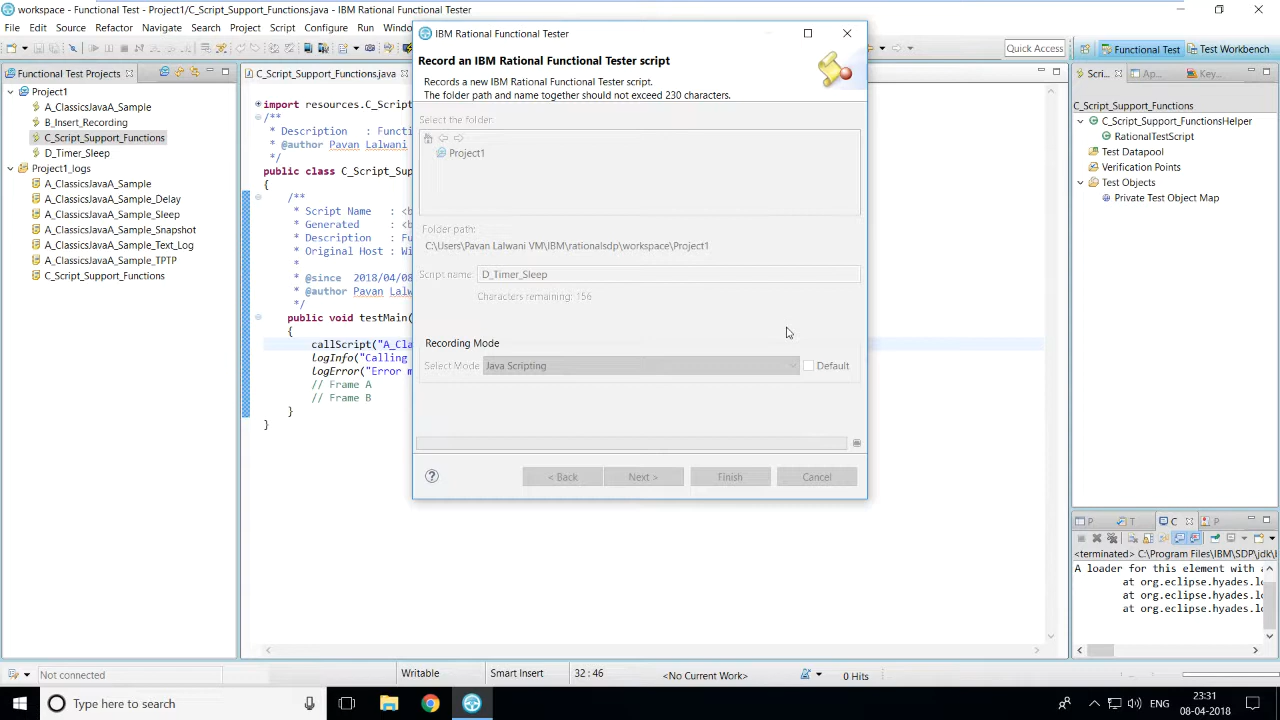 workspace - Functional Test - Project1/C_Script_Support_Functions.java - IBM Rational Functional Tester
File Edit Source Refactor Navigate Search Project Script Configure Run
Quick Access
Functional Test
Test Workbench
Functional Test Projects
Project1
A_ClassicsJavaA_Sample
B_Insert_Recording
C_Script_Support_Functions
D_Timer_Sleep
Project1_logs
A_ClassicsJavaA_Sample
A_ClassicsJavaA_Sample_Delay
A_ClassicsJavaA_Sample_Sleep
A_ClassicsJavaA_Sample_Snapshot
A_ClassicsJavaA_Sample_Text_Log
A_ClassicsJavaA_Sample_TPTP
C_Script_Support_Functions
C_Script_Support_Functions.java
import resources.C_Script
/**
* Description : Functi
* @author Pavan Lalwani
*/
public class C_Script_Sup
{
/**
* Script Name : <b
* Generated : <b
* Description : Fu
* Original Host : Wi
*
* @since 2018/04/08
* @author Pavan Lalw
*/
public void testMain(
{
callScript("A_Cla
logInfo("Calling
logError("Error m
// Frame A
// Frame B
}
}
IBM Rational Functional Tester
Record an IBM Rational Functional Tester script
Records a new IBM Rational Functional Tester script.
The folder path and name together should not exceed 230 characters.
Select the folder:
Project1
Folder path:
C:\Users\Pavan Lalwani VM\IBM\rationalsdp\workspace\Project1
Script name: D_Timer_Sleep
Characters remaining: 156
Recording Mode
Select Mode Java Scripting Default
< Back Next > Finish Cancel
Scri... Ap... Key...
C_Script_Support_Functions
C_Script_Support_FunctionsHelper
RationalTestScript
Test Datapool
Verification Points
Test Objects
Private Test Object Map
P T C P
<terminated> C:\Program Files\IBM\SDP\jdk\
A loader for this element with
at org.eclipse.hyades.lo
at org.eclipse.hyades.lo
at org.eclipse.hyades.lo
Not connected
Writable
Smart Insert
32 : 46
<No Current Work>
0 Hits
Type here to search
ENG
23:31
08-04-2018